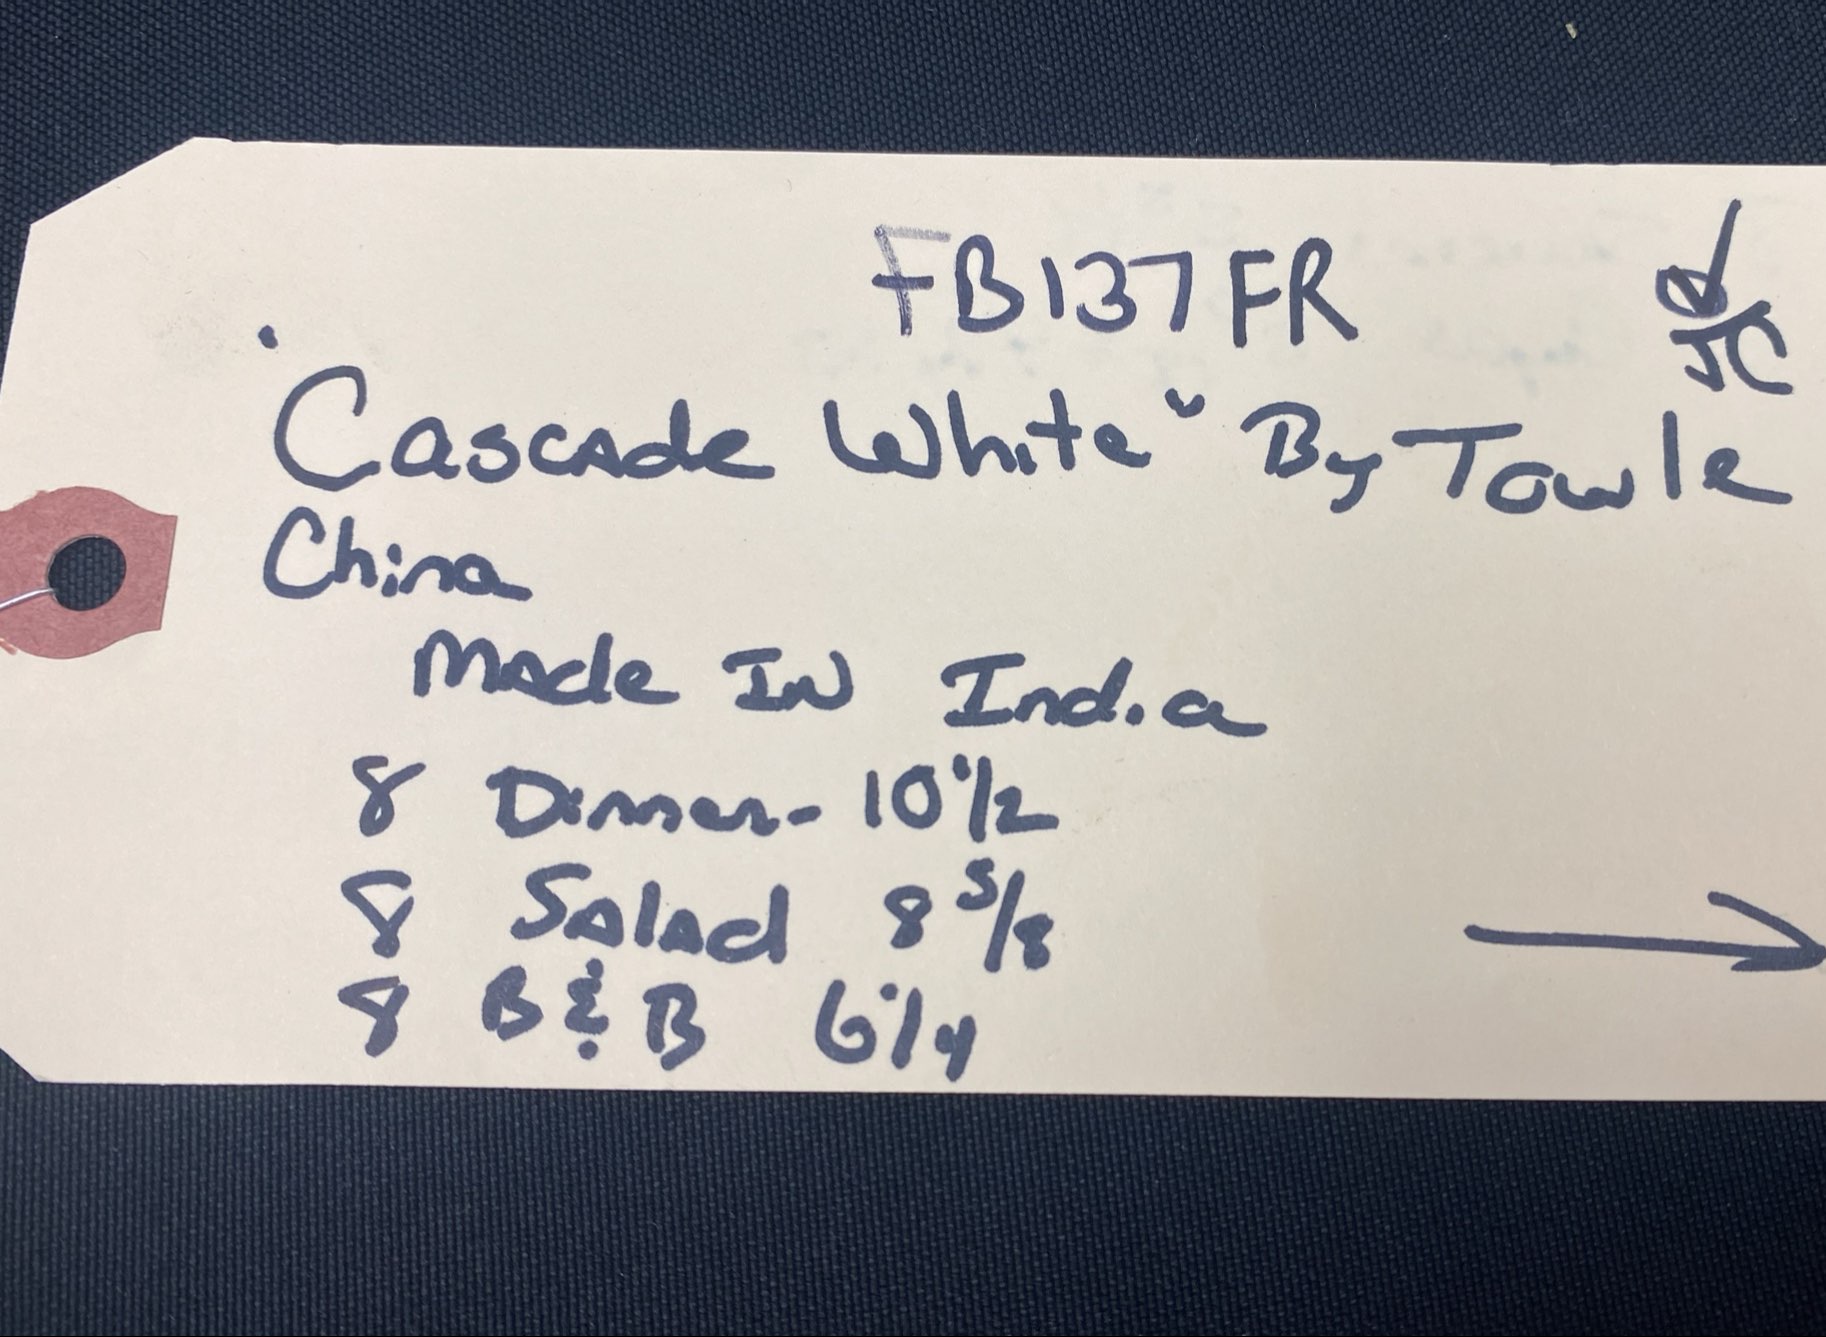 FB137FR
JC
"Cascade White" By Towle
China
Made IN India
8 Dinner- 10 1/2
8 Salad 8 5/8
8 B & B 6 1/4